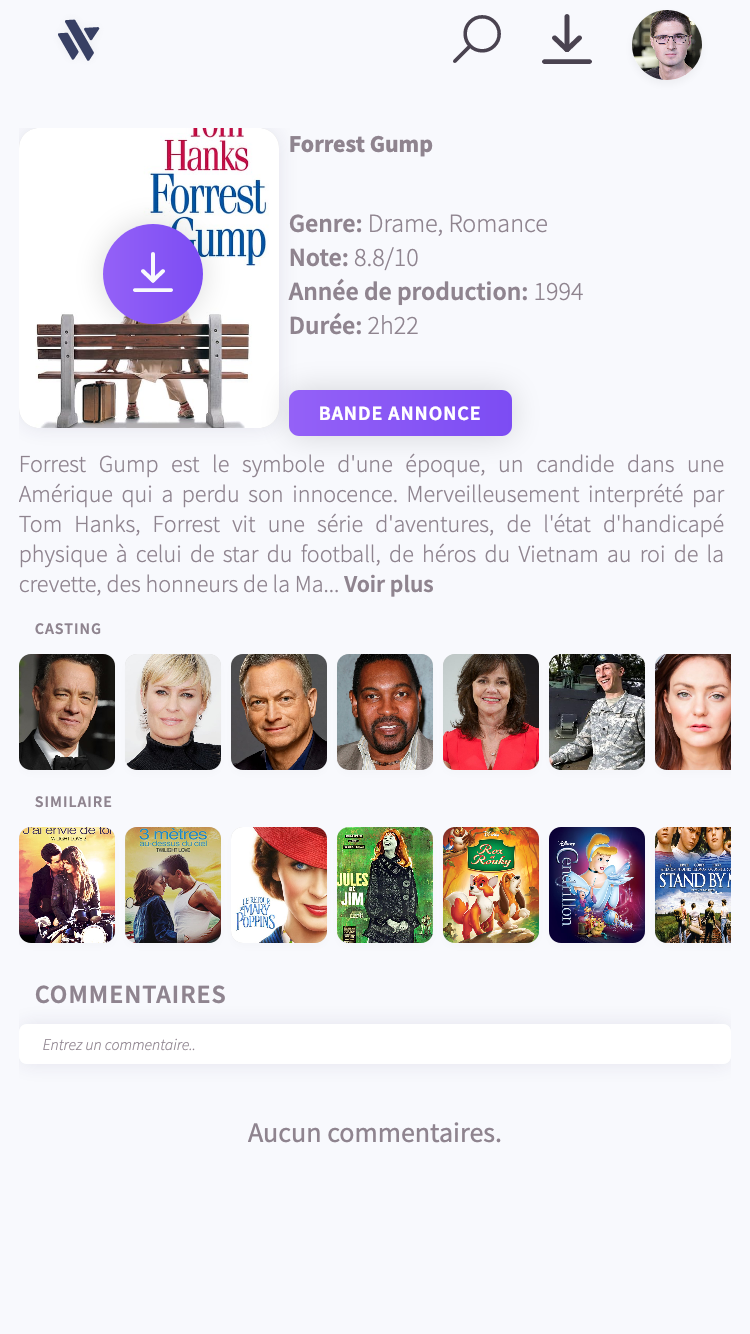 Tom
Hanks
Forrest
Gump
Forrest Gump
Genre: Drame, Romance
Note: 8.8/10
Année de production: 1994
Durée: 2h22
BANDE ANNONCE
Forrest Gump est le symbole d'une époque, un candide dans une
Amérique qui a perdu son innocence. Merveilleusement interprété par
Tom Hanks, Forrest vit une série d'aventures, de l'état d'handicapé
physique à celui de star du football, de héros du Vietnam au roi de la
crevette, des honneurs de la Ma... Voir plus
CASTING
SIMILAIRE
J'ai envie de toi
3 mètres
au-dessus du ciel
TWILIGHT LOVE
LE RETOUR DE
MARY
POPPINS
JULES
ET
JIM
Disney
Rox
et
Rouky
Disney
Cendrillon
STAND BY M
COMMENTAIRES
Entrez un commentaire..
Aucun commentaires.